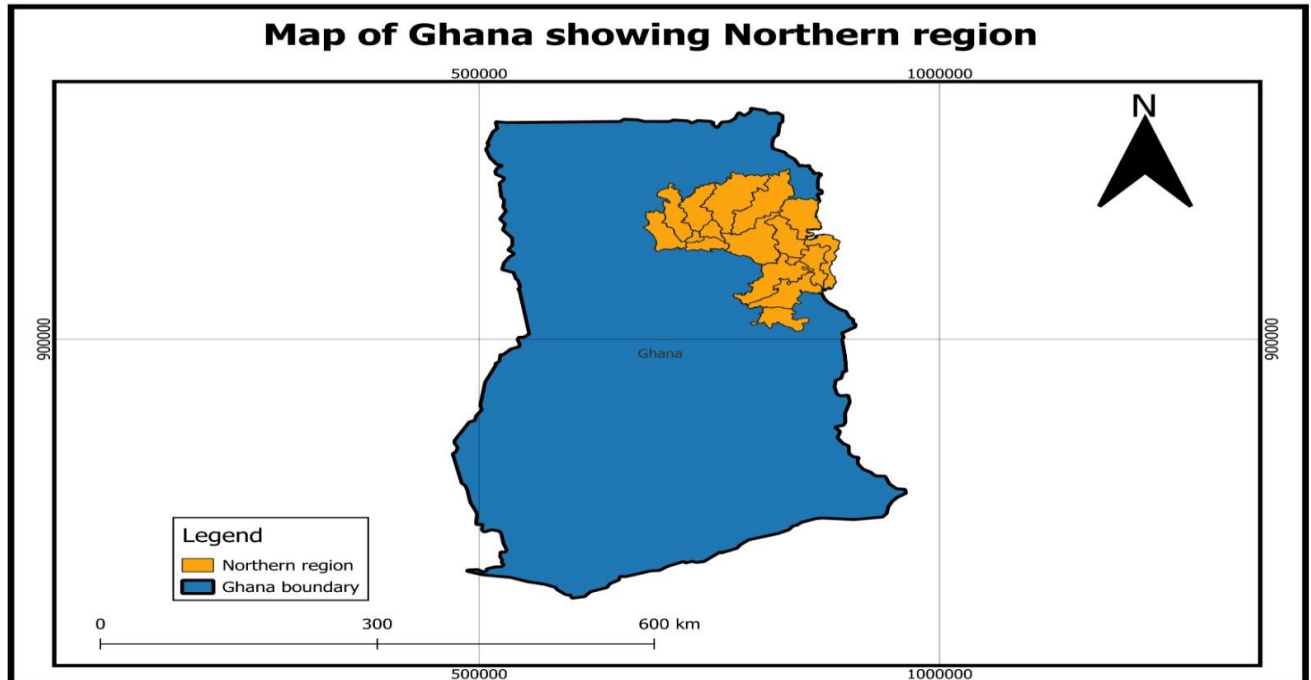 Map of Ghana showing Northern region
500000 1000000
N
900000 900000
Ghana
Legend
Northern region
Ghana boundary
0 300 600 km
500000 1000000